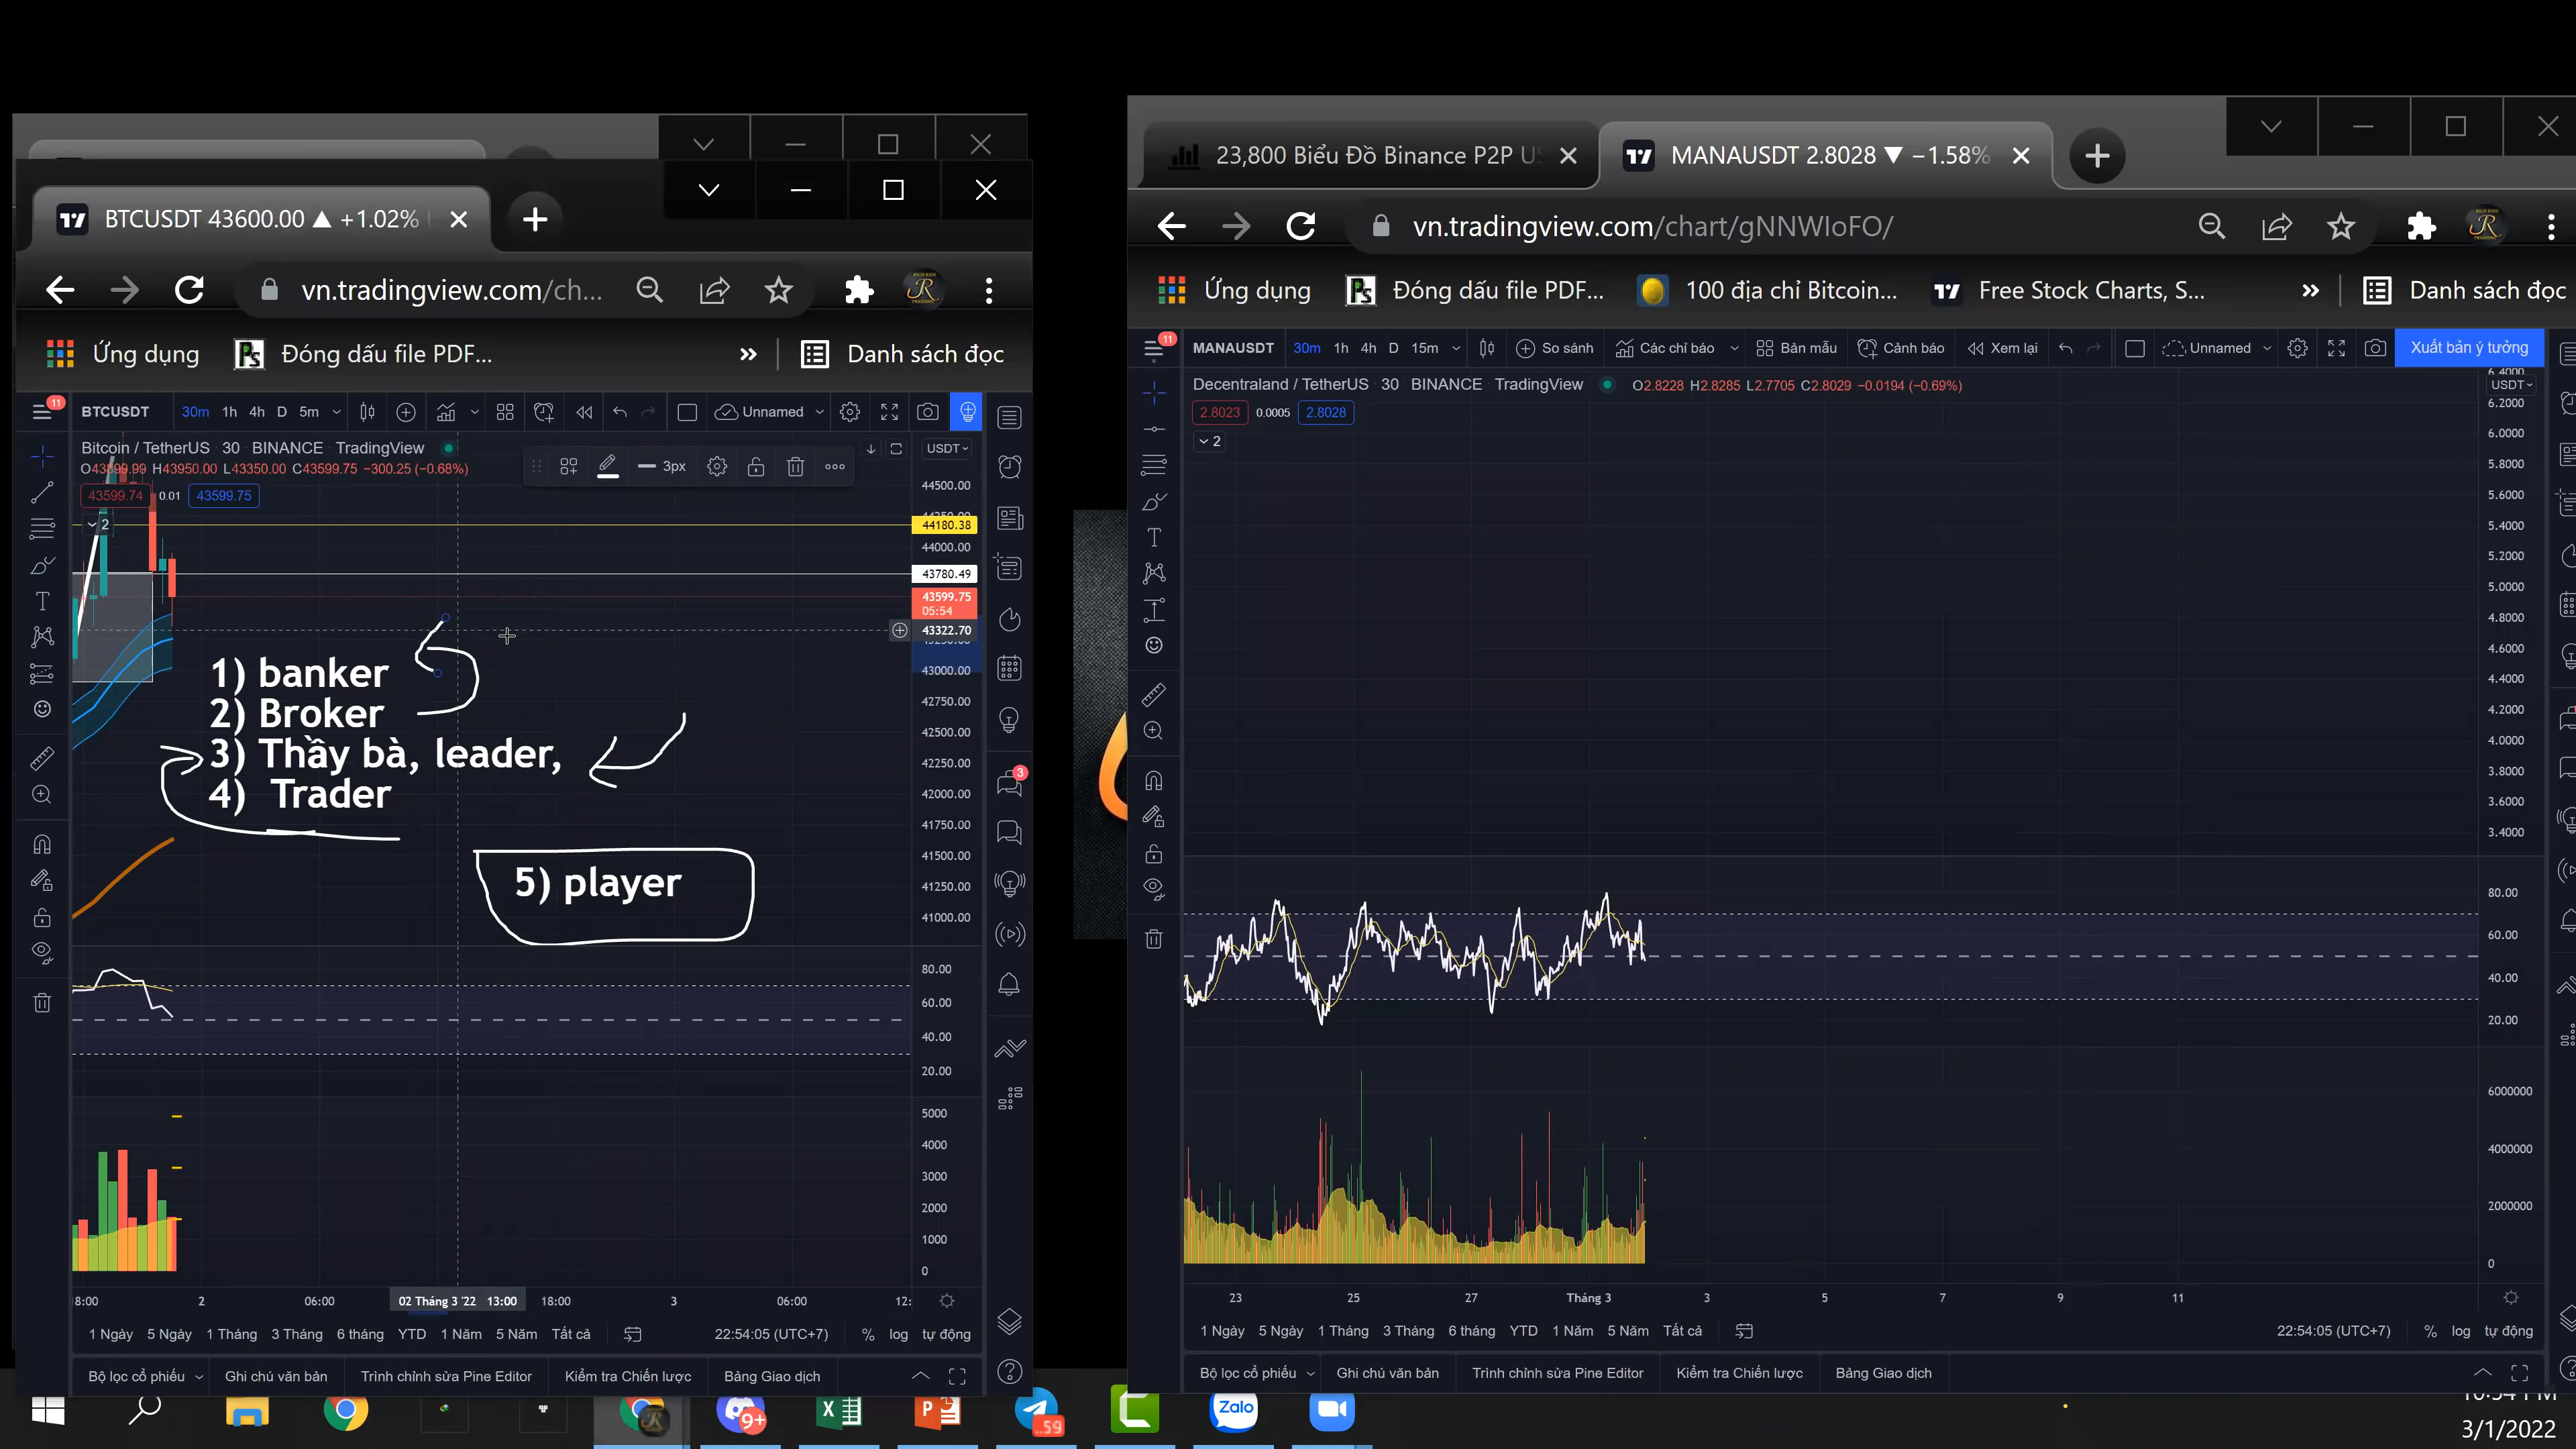 23,800 Biểu Đồ Binance P2P U
MANAUSDT 2.8028 ▼ −1.58%
BTCUSDT 43600.00 ▲ +1.02%
vn.tradingview.com/chart/gNNWIoFO/
vn.tradingview.com/ch...
Ứng dụng
Đóng dấu file PDF...
100 địa chỉ Bitcoin...
Free Stock Charts, S...
»
Danh sách đọc
Ứng dụng
Đóng dấu file PDF...
»
Danh sách đọc
11
MANAUSDT 30m 1h 4h D 15m So sánh Các chỉ báo Bản mẫu Cảnh báo Xem lại Unnamed Xuất bản ý tưởng
Decentraland / TetherUS 30 BINANCE TradingView O2.8228 H2.8285 L2.7705 C2.8029 −0.0194 (−0.69%)
2.8023 0.0005 2.8028
2
11
BTCUSDT 30m 1h 4h D 5m Unnamed
Bitcoin / TetherUS 30 BINANCE TradingView
O43899.99 H43950.00 L43350.00 C43599.75 −300.25 (−0.68%)
43599.74 0.01 43599.75
2
3px
USDT
44500.00
44180.38
44000.00
43780.49
43599.75
05:54
43322.70
43000.00
42750.00
42500.00
42250.00
42000.00
41750.00
41500.00
41250.00
41000.00
80.00
60.00
40.00
20.00
5000
4000
3000
2000
1000
0
1) banker
2) Broker
3) Thầy bà, leader,
4) Trader
5) player
3
USDT
6.4000
6.2000
6.0000
5.8000
5.6000
5.4000
5.2000
5.0000
4.8000
4.6000
4.4000
4.2000
4.0000
3.8000
3.6000
3.4000
80.00
60.00
40.00
20.00
6000000
4000000
2000000
0
2 06:00 02 Tháng 3 '22 13:00 18:00 3 06:00 12:
1 Ngày 5 Ngày 1 Tháng 3 Tháng 6 tháng YTD 1 Năm 5 Năm Tất cả 22:54:05 (UTC+7) % log tự động
Bộ lọc cổ phiếu Ghi chú văn bản Trình chỉnh sửa Pine Editor Kiểm tra Chiến lược Bảng Giao dịch
23 25 27 Tháng 3 3 5 7 9 11
1 Ngày 5 Ngày 1 Tháng 3 Tháng 6 tháng YTD 1 Năm 5 Năm Tất cả 22:54:05 (UTC+7) % log tự động
Bộ lọc cổ phiếu Ghi chú văn bản Trình chỉnh sửa Pine Editor Kiểm tra Chiến lược Bảng Giao dịch
9+
59
Zalo
10:54 PM
3/1/2022